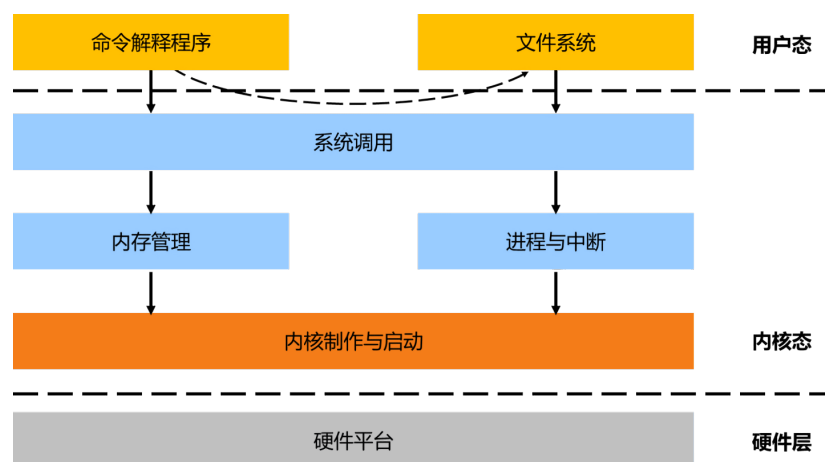 命令解释程序
文件系统
用户态
系统调用
内存管理
进程与中断
内核制作与启动
内核态
硬件平台
硬件层